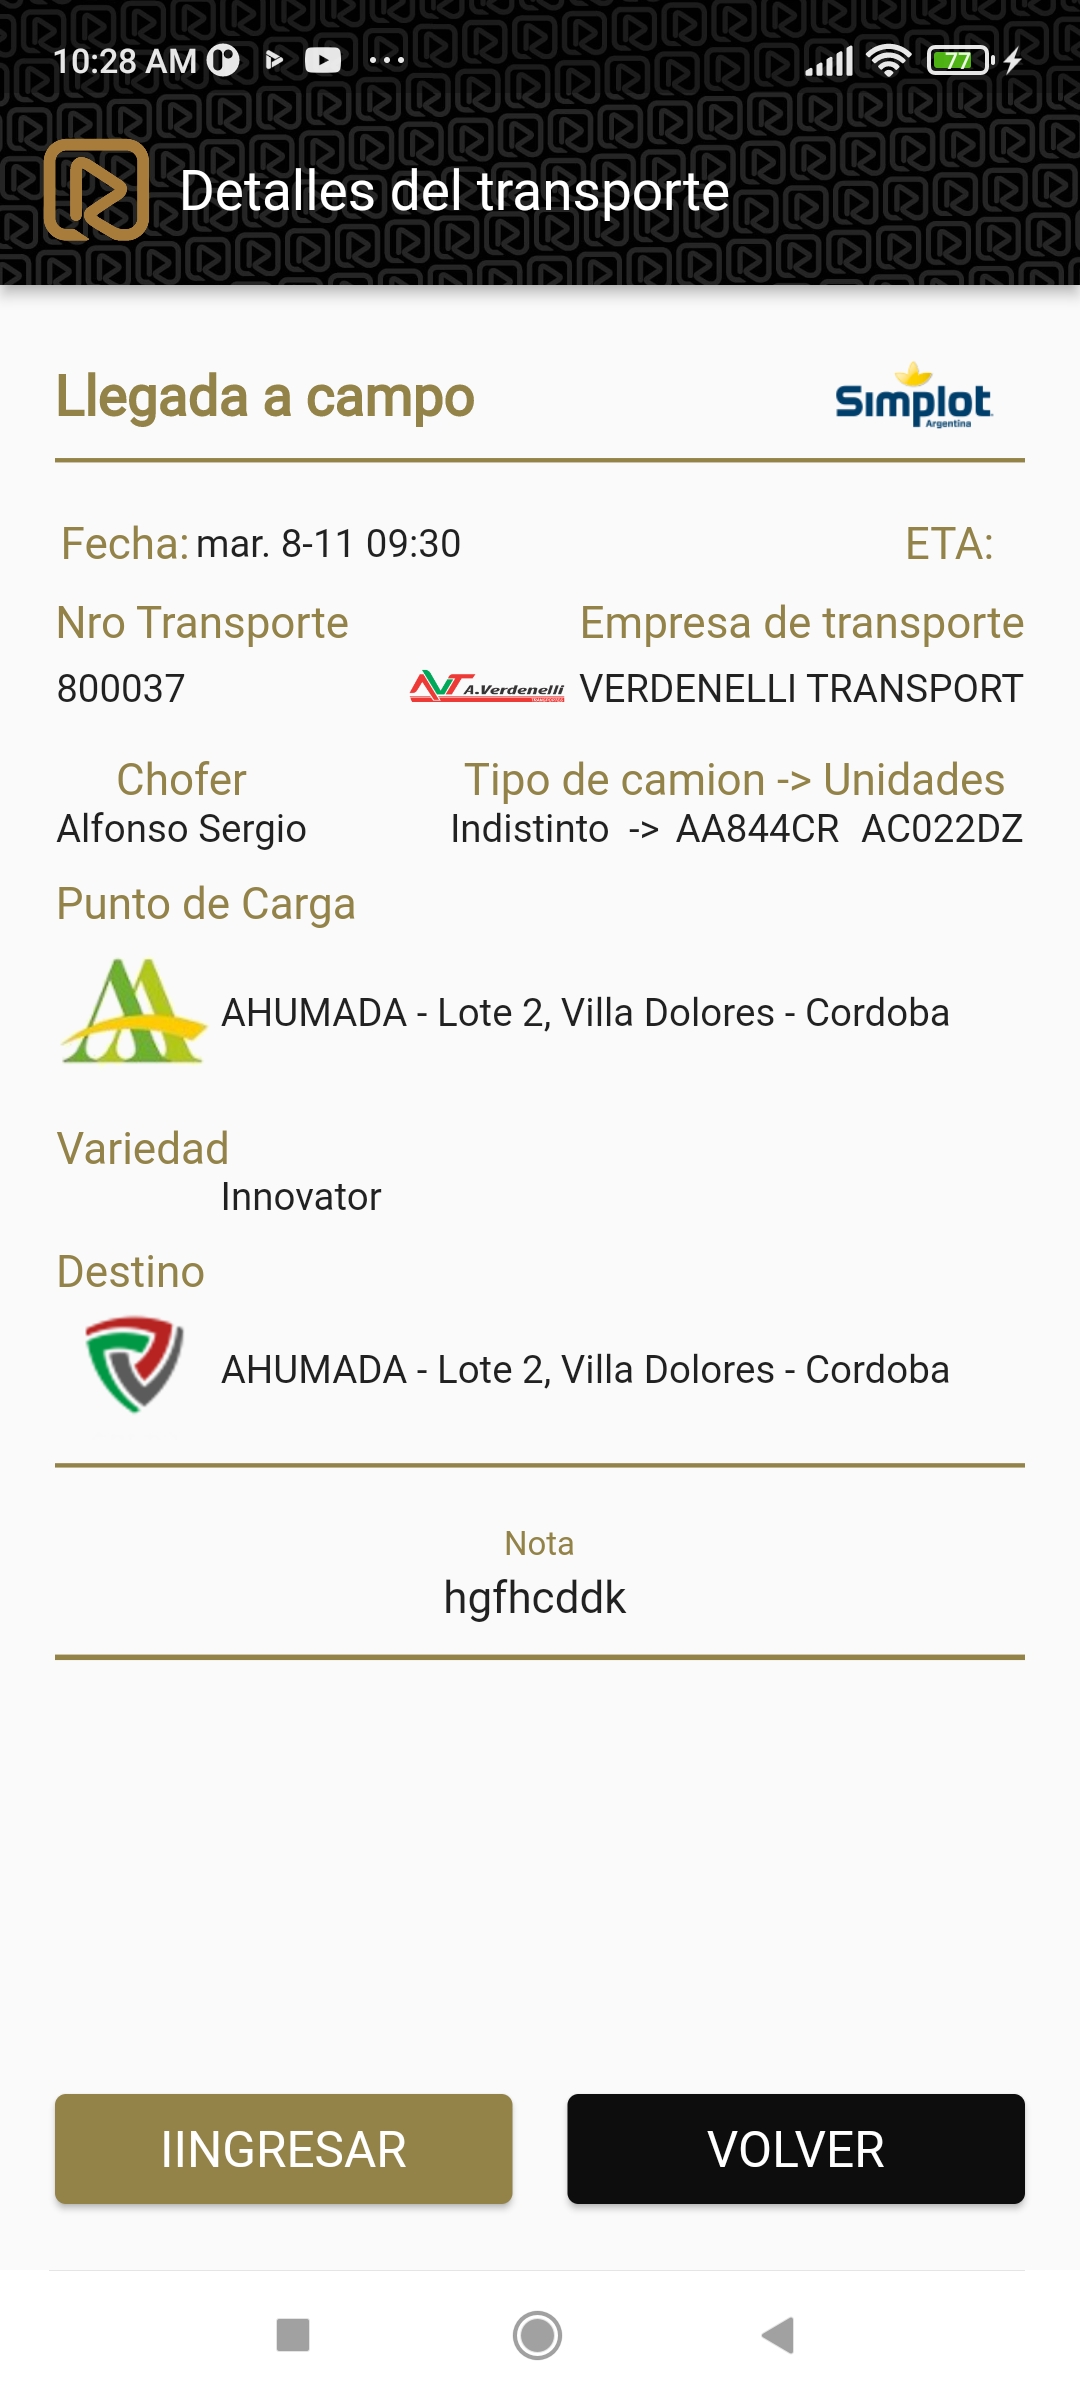 10:28 AM
77
Detalles del transporte
Llegada a campo
Simplot
Argentina
Fecha: mar. 8-11 09:30 ETA:
Nro Transporte Empresa de transporte
800037 A.Verdenelli VERDENELLI TRANSPORT
Chofer Tipo de camion -> Unidades
Alfonso Sergio Indistinto -> AA844CR AC022DZ
Punto de Carga
AHUMADA - Lote 2, Villa Dolores - Cordoba
Variedad
Innovator
Destino
AHUMADA - Lote 2, Villa Dolores - Cordoba
Nota
hgfhcddk
IINGRESAR VOLVER